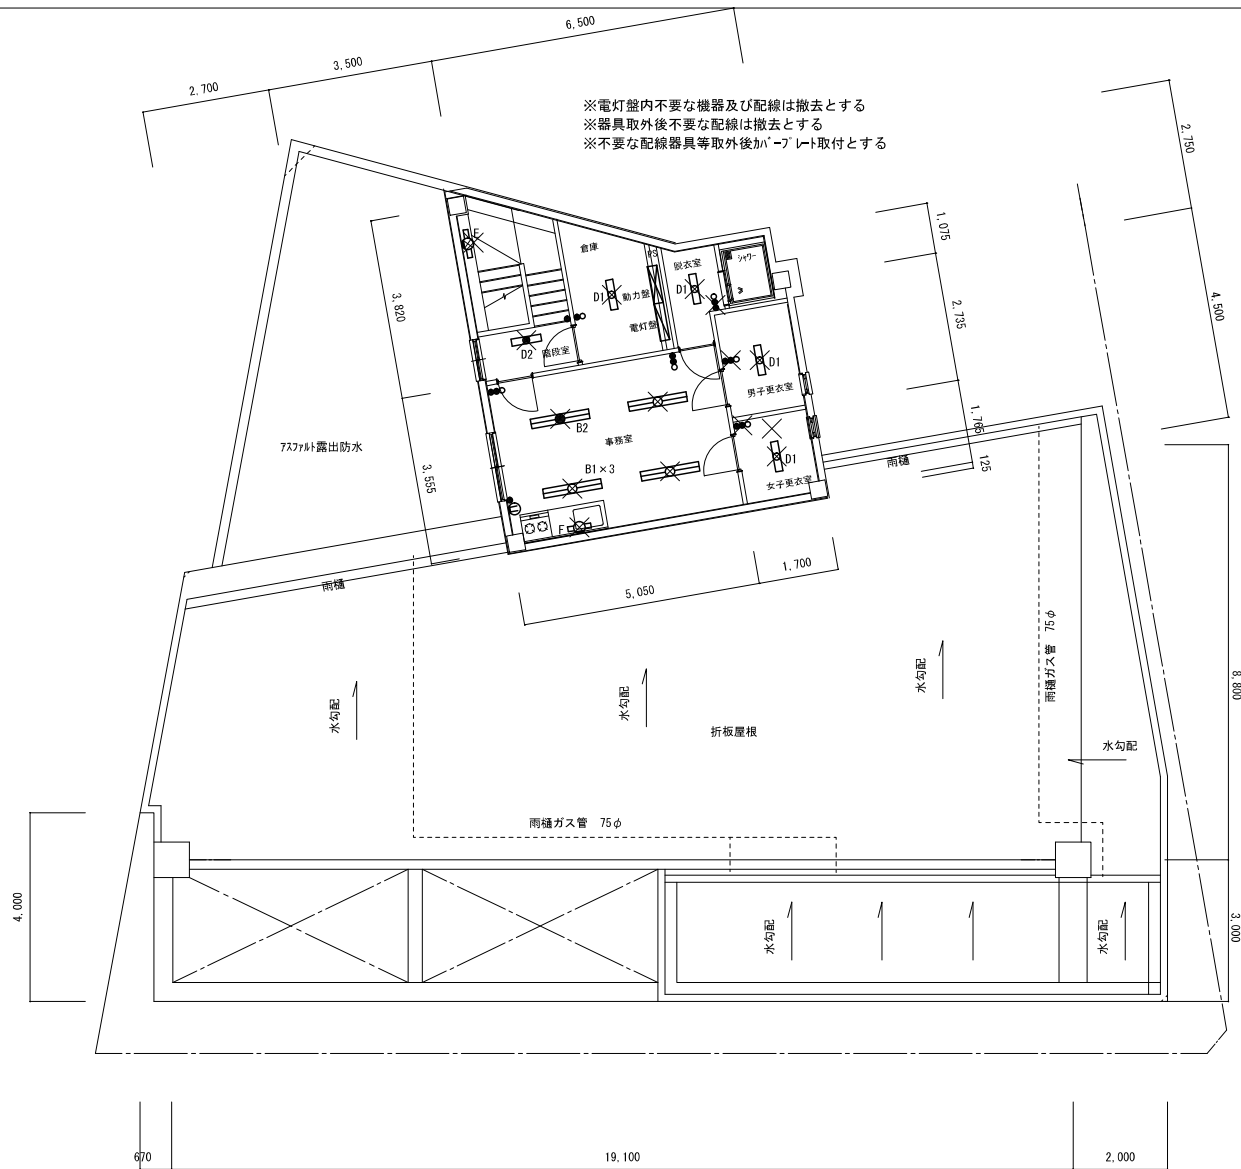 6,500
3,500
2,700
※電灯盤内不要な機器及び配線は撤去とする
※器具取外後不要な配線は撤去とする
※不要な配線器具等取外後ｶﾊﾞｰﾌﾟﾚｰﾄ取付とする
2,750
4,500
1,075
2,735
1,765
125
3,820
3,555
F
倉庫
PS
脱衣室
シャワー
D1
動力盤
D1
電灯盤
D2
階段室
D1
男子更衣室
B2
事務室
B1×3
D1
女子更衣室
F
ｱｽﾌｧﾙﾄ露出防水
雨樋
雨樋
5,050
1,700
水勾配
水勾配
水勾配
雨樋ガス管 75φ
折板屋根
水勾配
8,800
雨樋ガス管 75φ
4,000
水勾配
水勾配
3,000
670
19,100
2,000